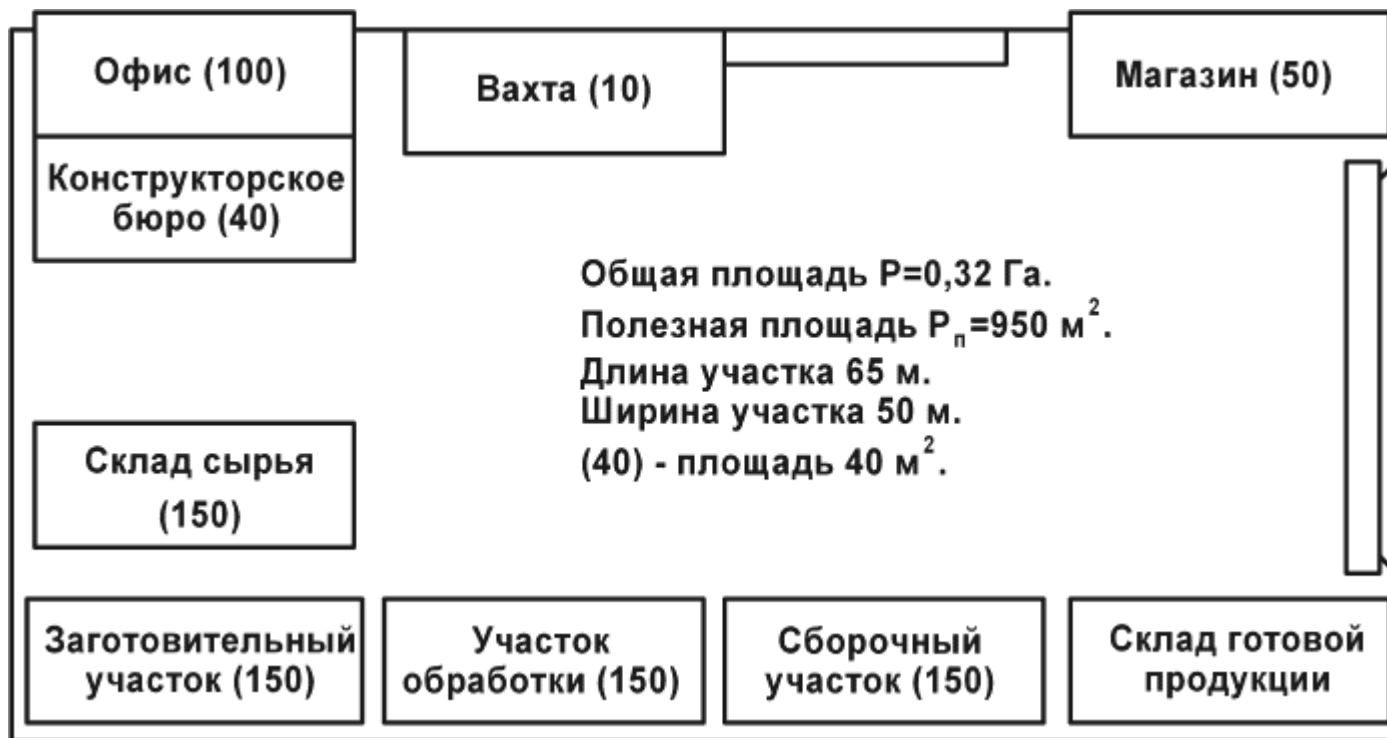 Офис (100)
Вахта (10)
Магазин (50)
Конструкторское
бюро (40)
Общая площадь Р=0,32 Га.
Полезная площадь Рп=950 м².
Длина участка 65 м.
Ширина участка 50 м.
(40) - площадь 40 м².
Склад сырья
(150)
Заготовительный
участок (150)
Участок
обработки (150)
Сборочный
участок (150)
Склад готовой
продукции